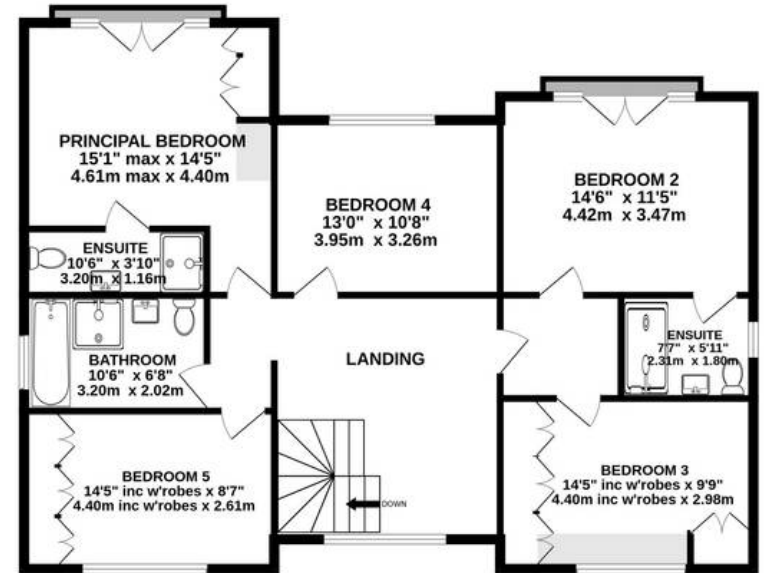 PRINCIPAL BEDROOM
15'1" max x 14'5"
4.61m max x 4.40m
BEDROOM 4
13'0" x 10'8"
3.95m x 3.26m
BEDROOM 2
14'6" x 11'5"
4.42m x 3.47m
ENSUITE
10'6" x 3'10"
3.20m x 1.16m
BATHROOM
10'6" x 6'8"
3.20m x 2.02m
LANDING
ENSUITE
7'7" x 5'11"
2.31m x 1.80m
BEDROOM 5
14'5" inc w'robes x 8'7"
4.40m inc w'robes x 2.61m
DOWN
BEDROOM 3
14'5" inc w'robes x 9'9"
4.40m inc w'robes x 2.98m